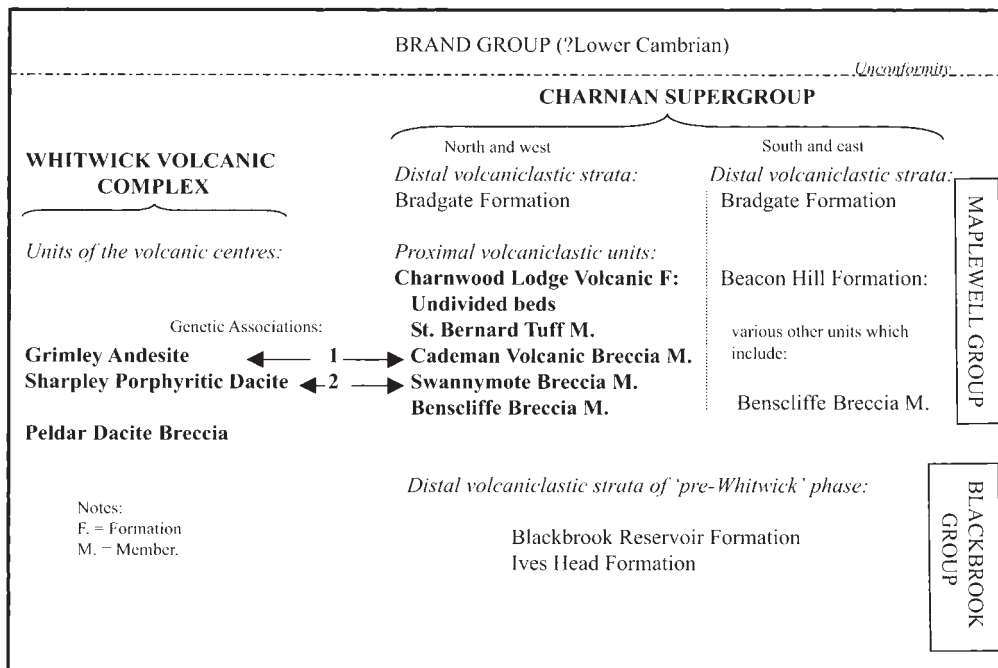 BRAND GROUP (?Lower Cambrian)
Unconformity
CHARNIAN SUPERGROUP
WHITWICK VOLCANIC
COMPLEX
Units of the volcanic centres:
Genetic Associations:
Grimley Andesite
1
Sharpley Porphyritic Dacite
2
Peldar Dacite Breccia
North and west
Distal volcaniclastic strata:
Bradgate Formation
Proximal volcaniclastic units:
Charnwood Lodge Volcanic F:
Undivided beds
St. Bernard Tuff M.
Cademan Volcanic Breccia M.
Swannymote Breccia M.
Benscliffe Breccia M.
South and east
Distal volcaniclastic strata:
Bradgate Formation
Beacon Hill Formation:
various other units which
include:
Benscliffe Breccia M.
MAPLEWELL GROUP
Distal volcaniclastic strata of ‘pre-Whitwick’ phase:
Blackbrook Reservoir Formation
Ives Head Formation
BLACKBROOK
GROUP
Notes:
F. = Formation
M. = Member.